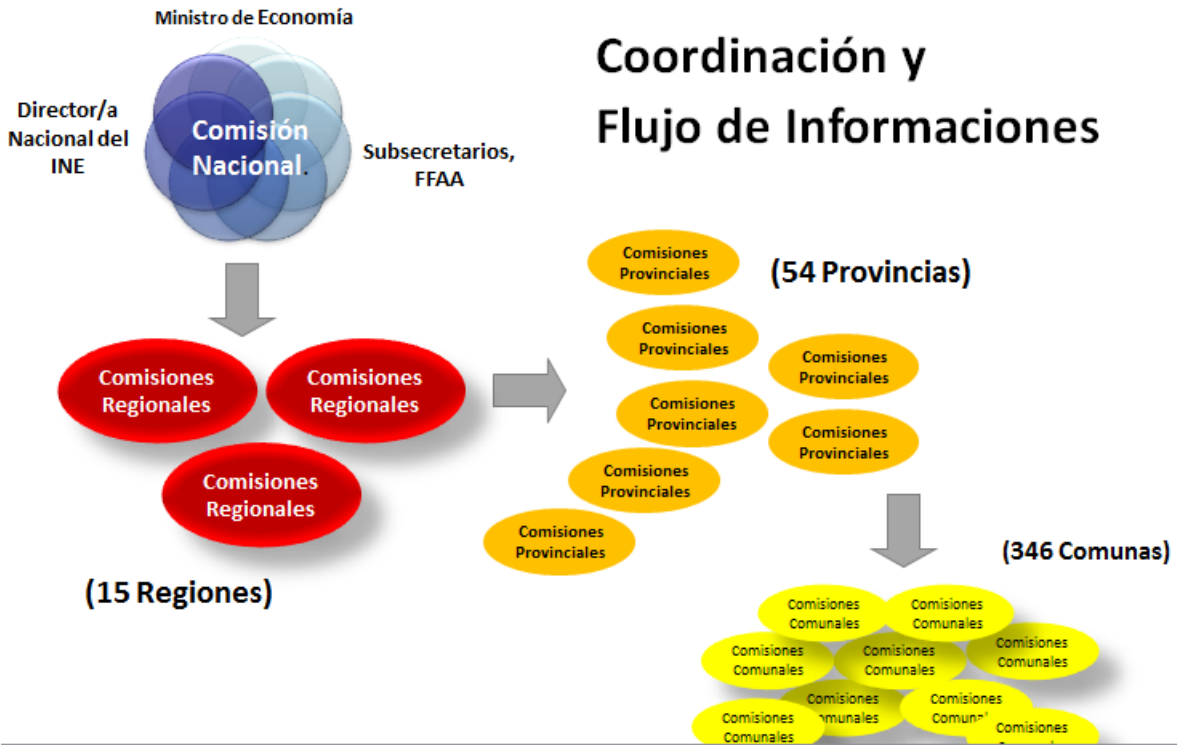 Ministro de Economía
Coordinación y
Flujo de Informaciones
Director/a
Nacional del
INE
Comisión
Nacional.
Subsecretarios,
FFAA
Comisiones
Provinciales
(54 Provincias)
Comisiones
Provinciales
Comisiones
Provinciales
Comisiones
Regionales
Comisiones
Regionales
Comisiones
Provinciales
Comisiones
Provinciales
Comisiones
Regionales
Comisiones
Provinciales
Comisiones
Provinciales
(15 Regiones)
(346 Comunas)
Comisiones
Comunales
Comisiones
Comunales
Comisiones
Comunales
Comisiones
Comunales
Comisiones
Comunales
Comisiones
Comisiones
Comisiones
Comunales
Comisiones